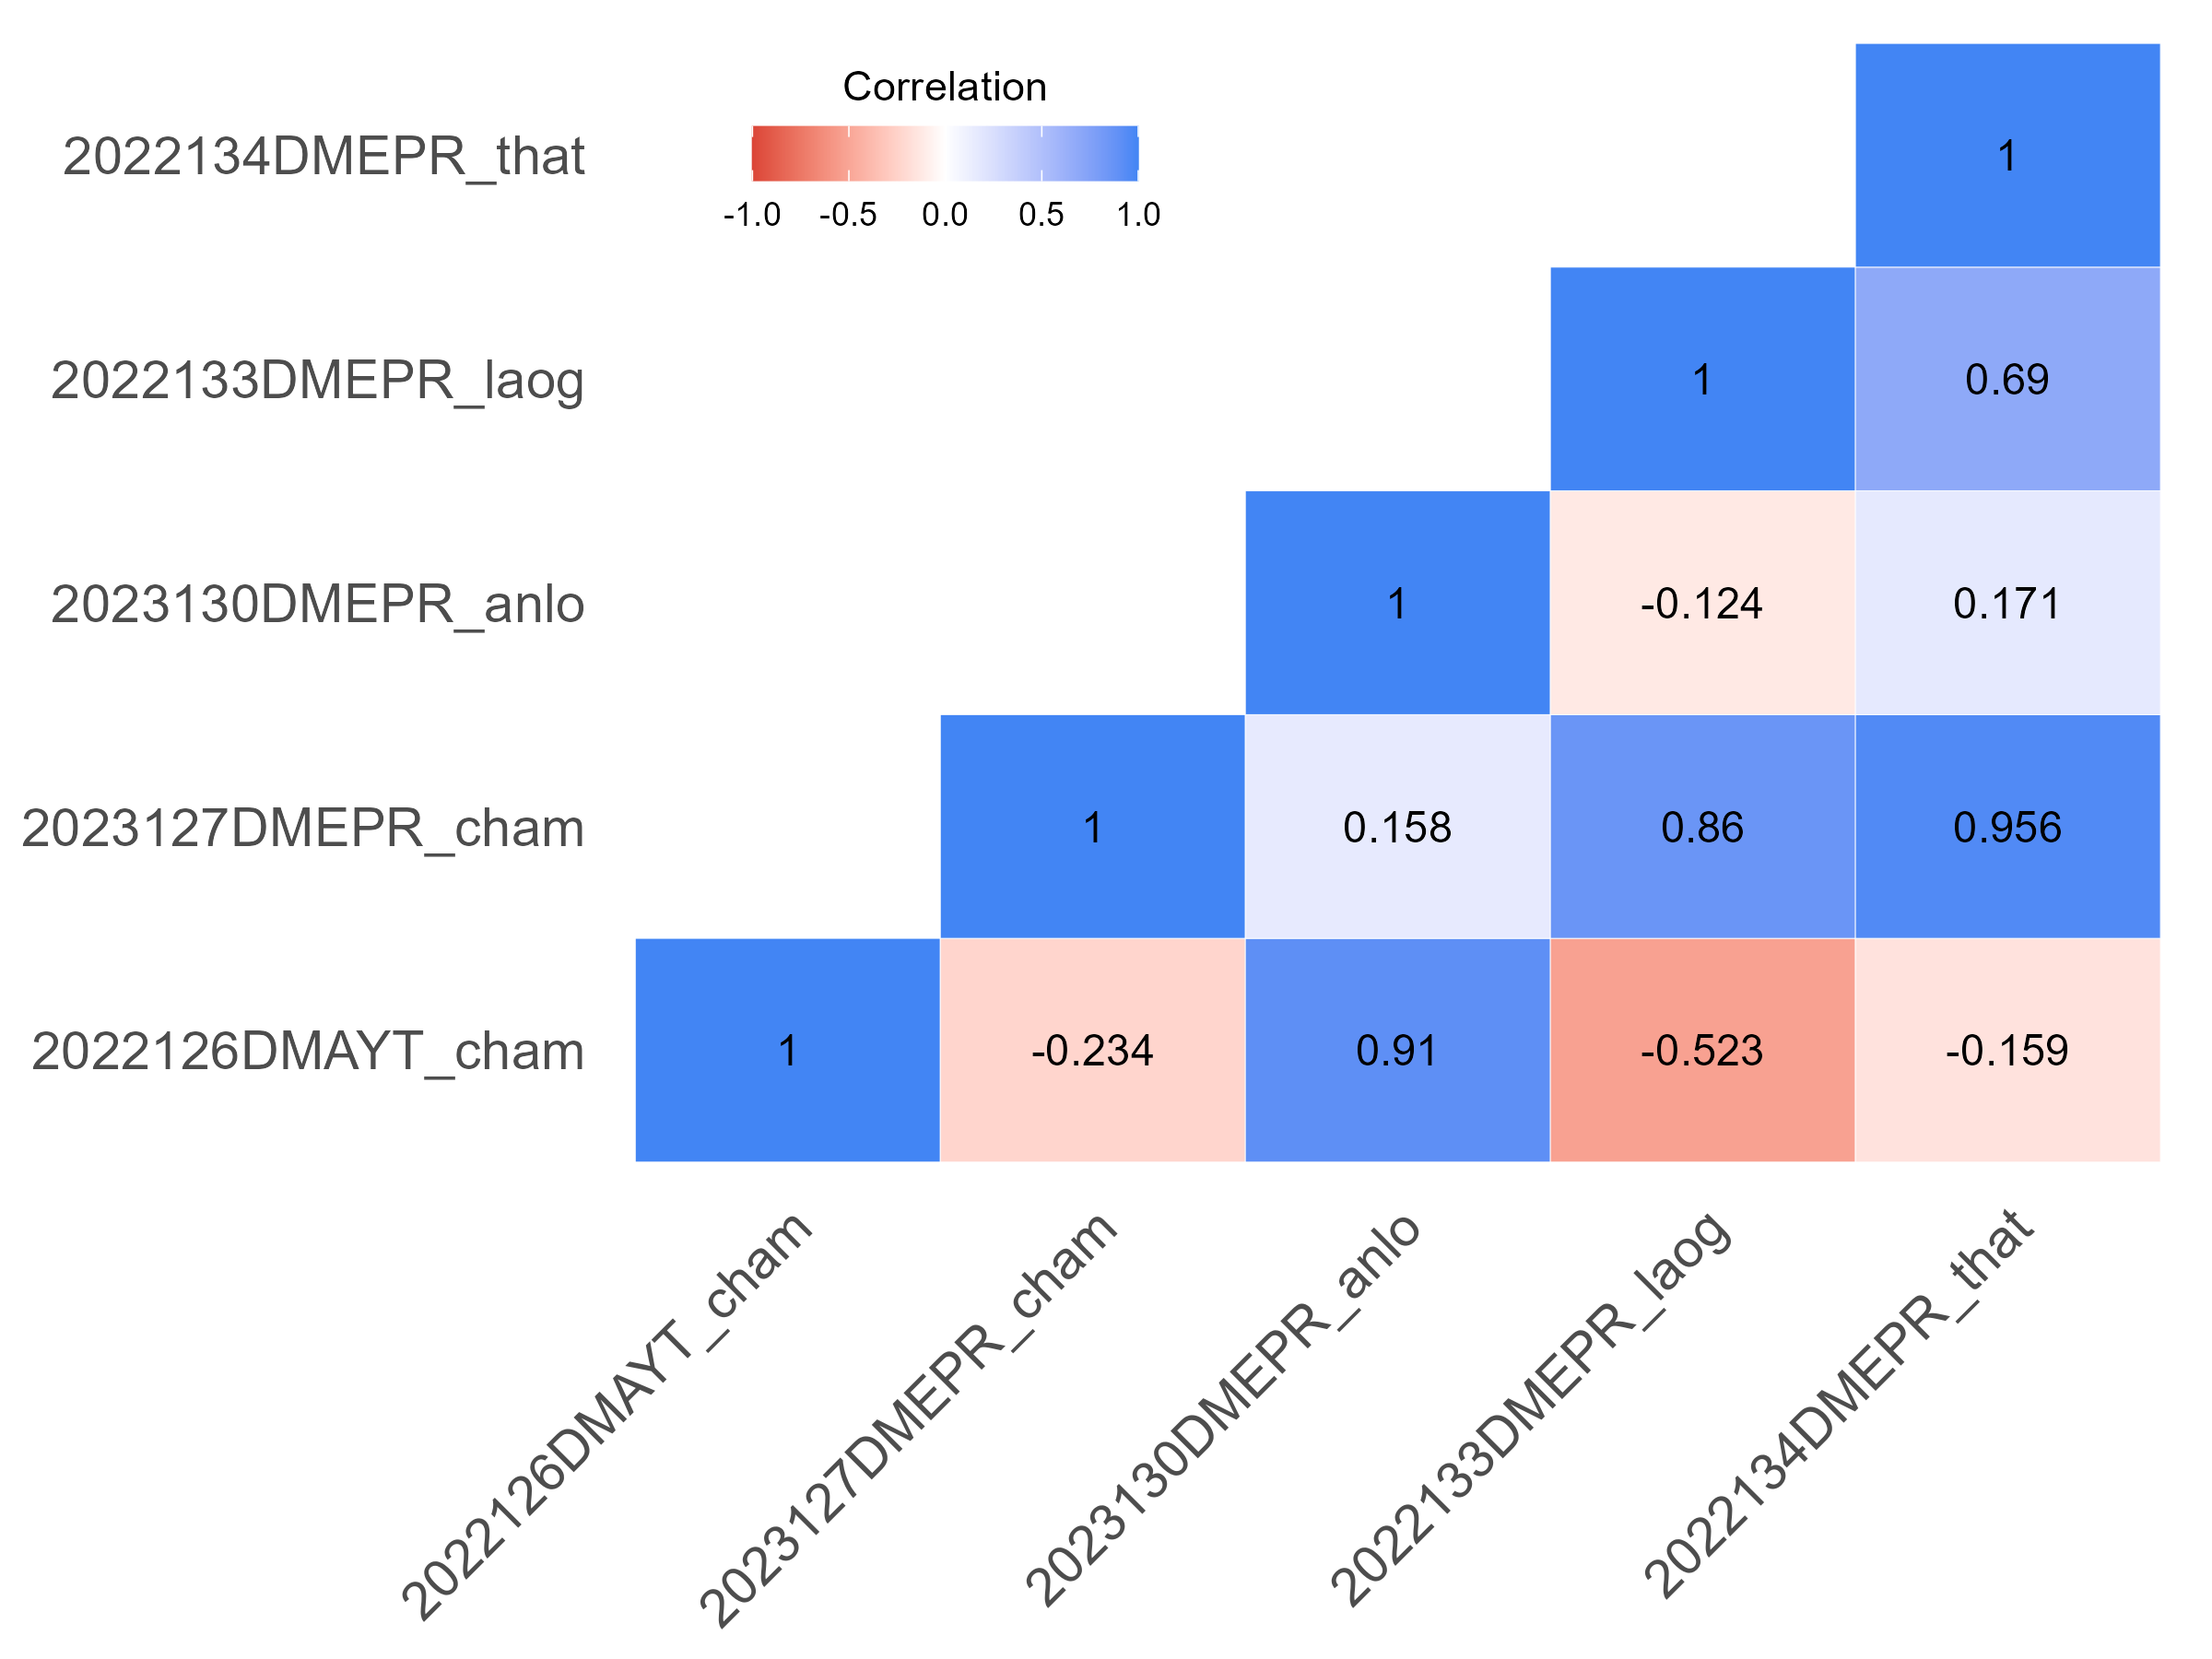 Correlation
-1.0 -0.5 0.0 0.5 1.0
2022134DMEPR_that 1
2022133DMEPR_laog 1 0.69
2023130DMEPR_anlo 1 -0.124 0.171
2023127DMEPR_cham 1 0.158 0.86 0.956
2022126DMAYT_cham 1 -0.234 0.91 -0.523 -0.159
2022126DMAYT_cham
2023127DMEPR_cham
2023130DMEPR_anlo
2022133DMEPR_laog
2022134DMEPR_that